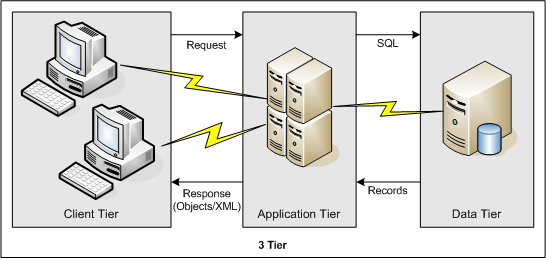 Request
SQL
Response
(Objects/XML)
Records
Client Tier
Application Tier
Data Tier
3 Tier